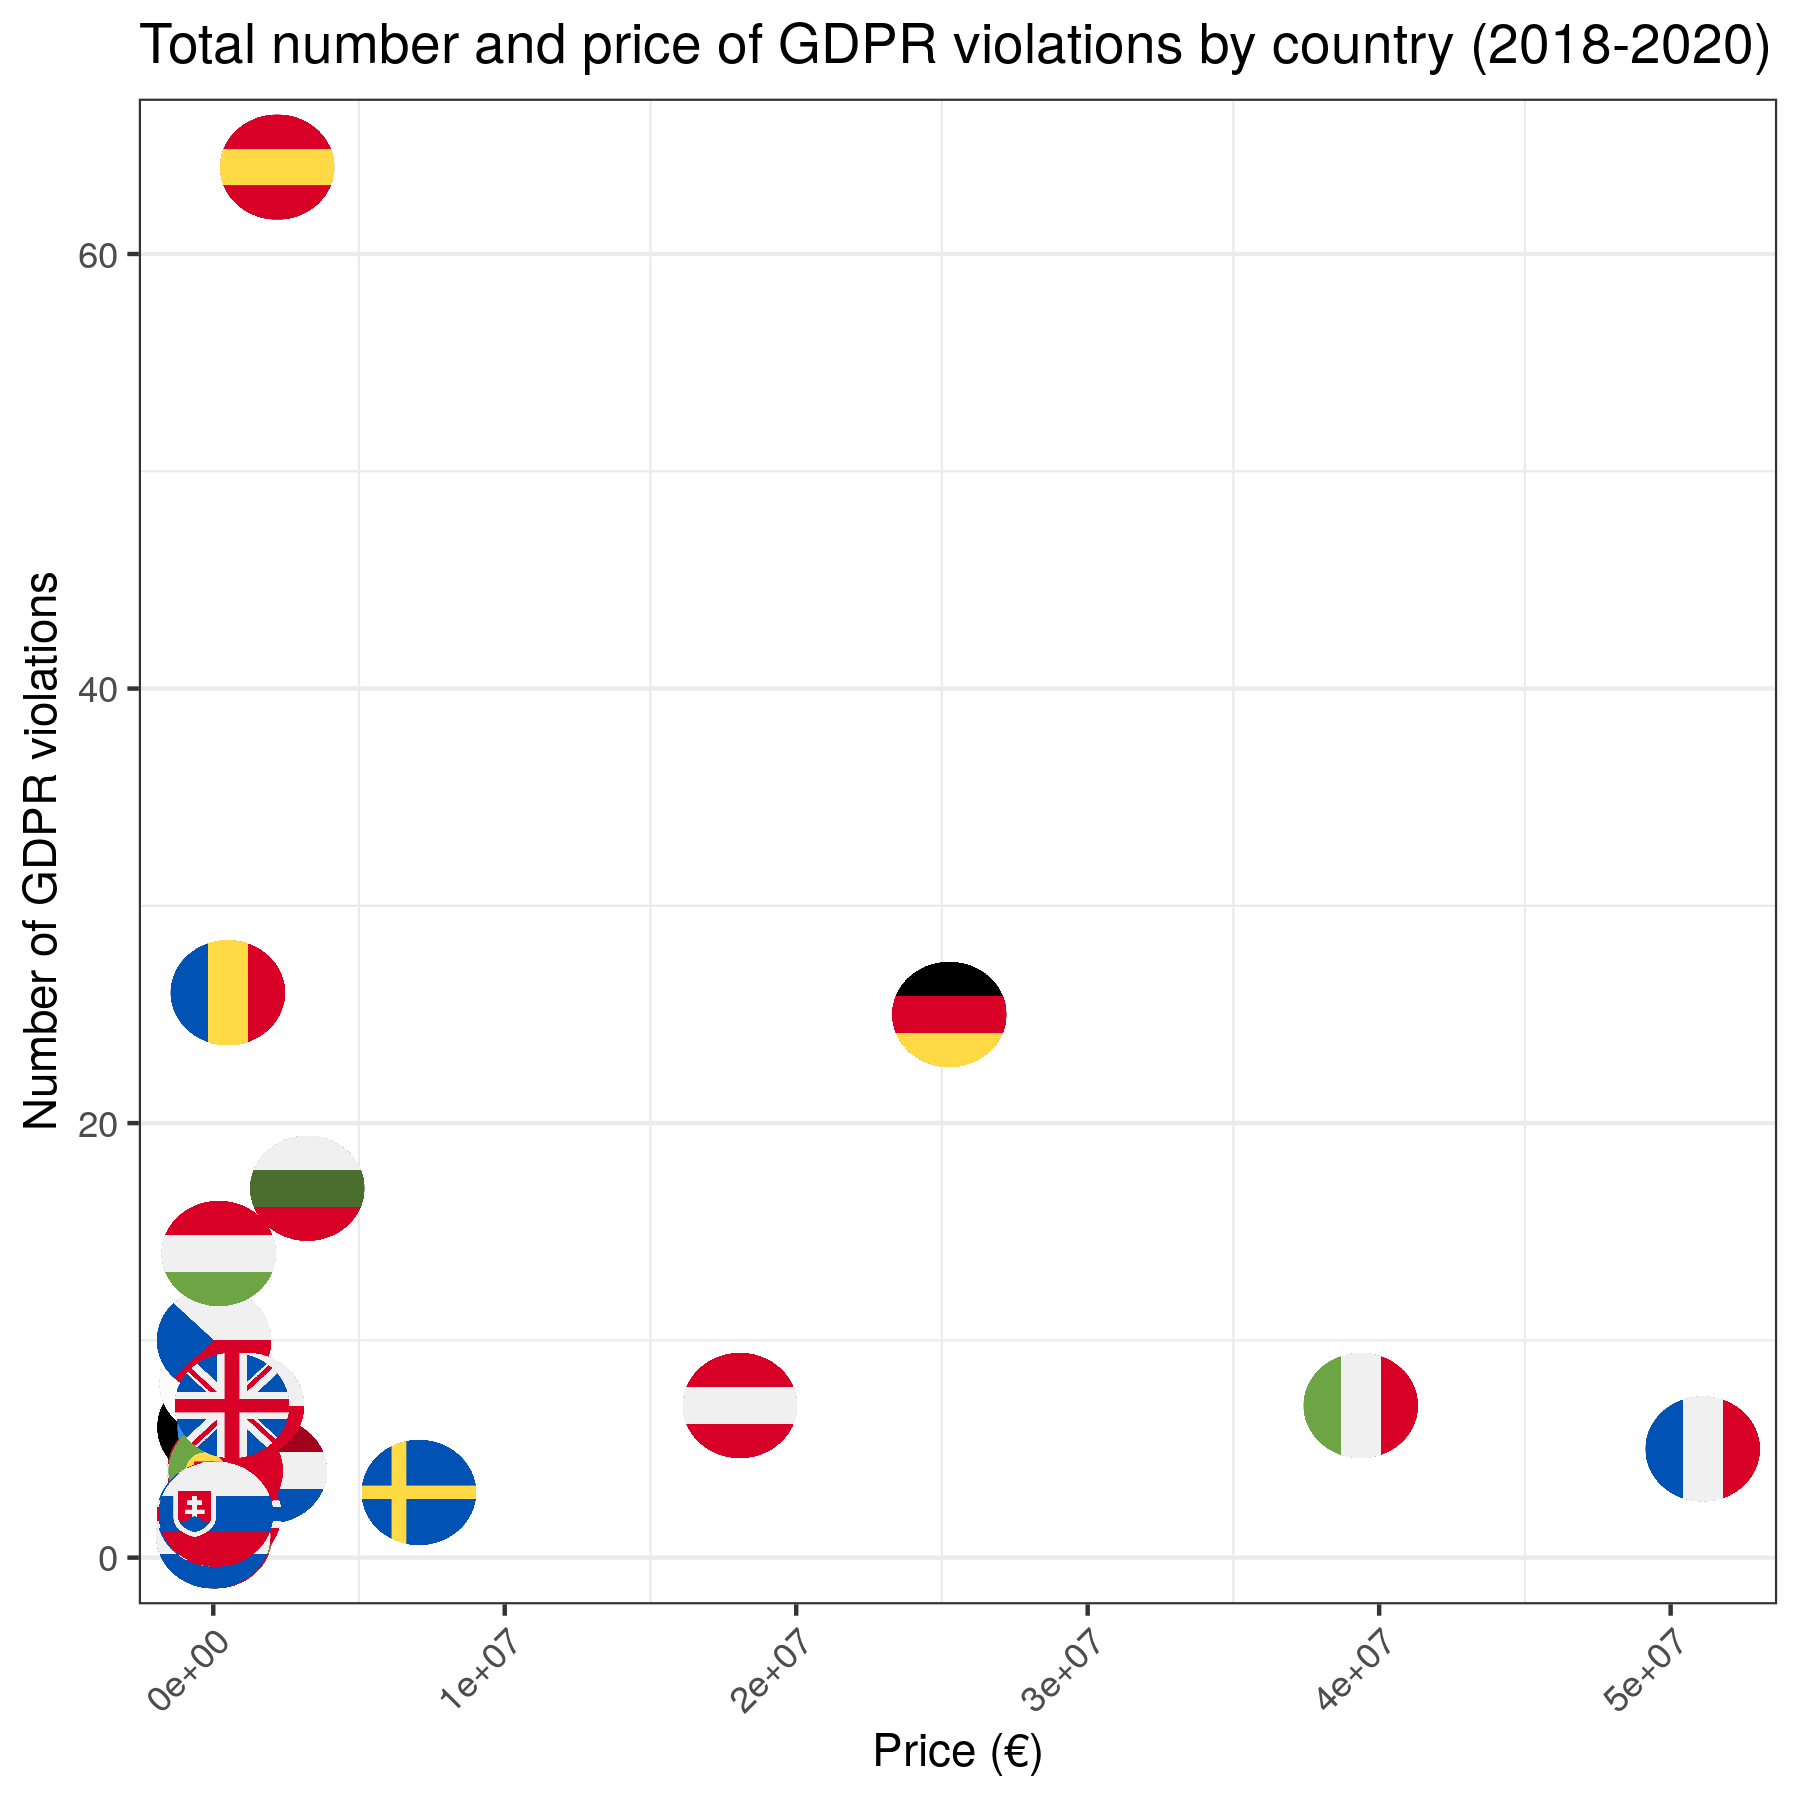 Total number and price of GDPR violations by country (2018-2020)
Number of GDPR violations
60
40
20
0
0e+00
1e+07
2e+07
3e+07
4e+07
5e+07
Price (€)